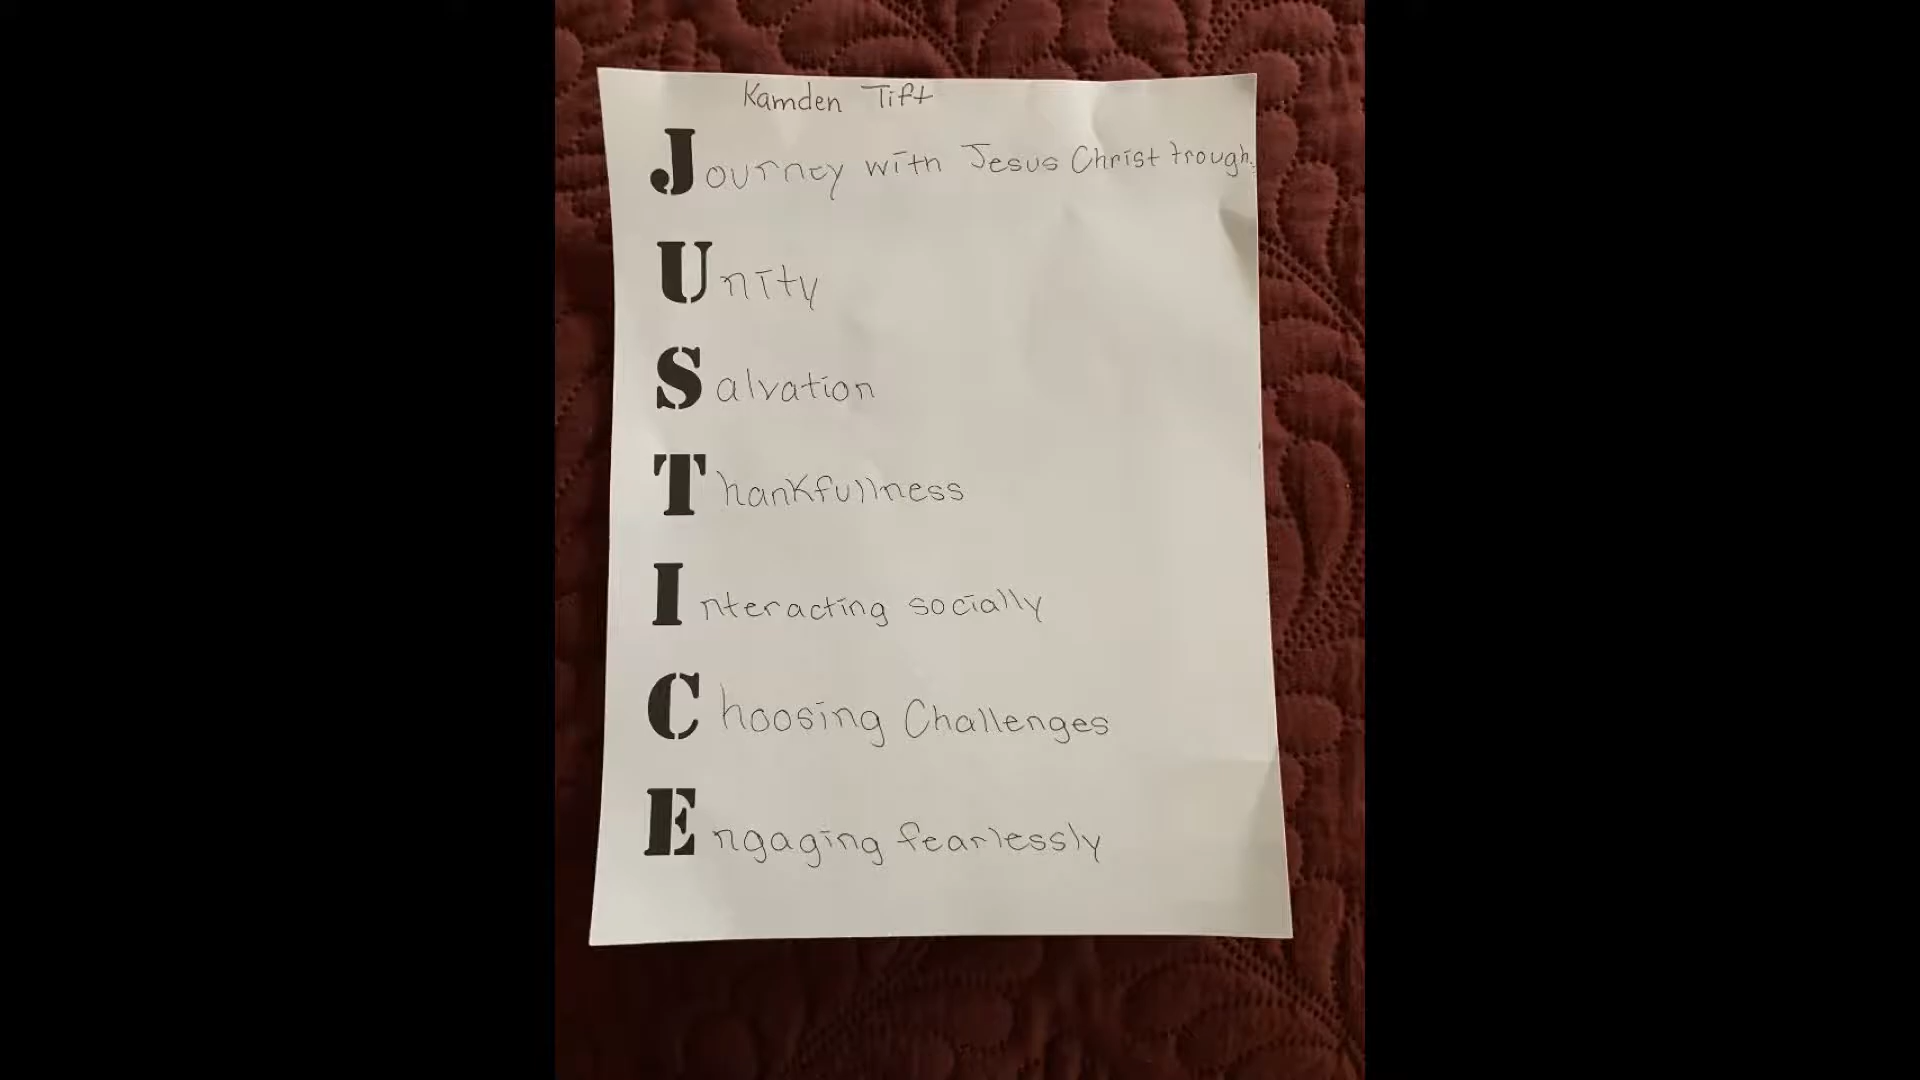 Kamden Tift
Journey with Jesus Christ trough:
Unity
Salvation
Thankfullness
Interacting socially
Choosing Challenges
Engaging fearlessly